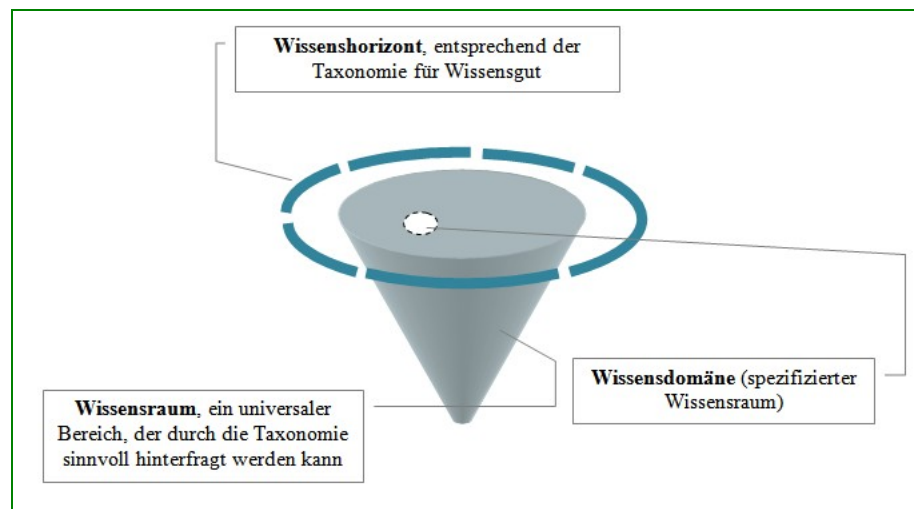 Wissenshorizont, entsprechend der
Taxonomie für Wissensgut
Wissensdomäne (spezifizierter
Wissensraum)
Wissensraum, ein universaler
Bereich, der durch die Taxonomie
sinnvoll hinterfragt werden kann